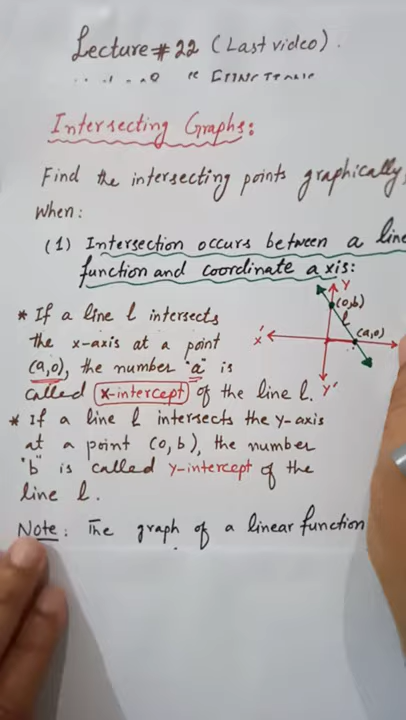 Lecture # 22 (Last video).
Intersecting Graphs:
Find the intersecting points graphically,
when:
(1) Intersection occurs between a line
function and coordinate axis:
* If a line l intersects
the x-axis at a point
(a,0), the number "a" is
called x-intercept of the line l.
Y
(0,b)
l
(a,0)
X'
Y'
* If a line l intersects the y-axis
at a point (0,b), the number
"b" is called y-intercept of the
line l.
Note: The graph of a linear function